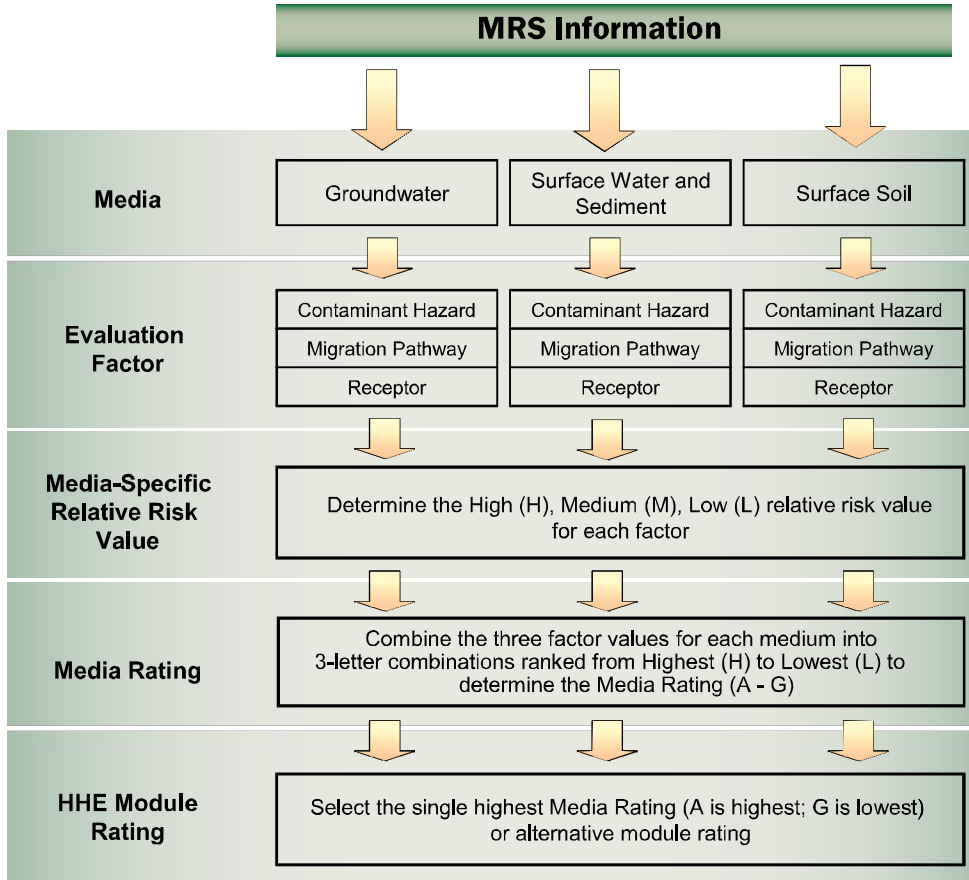 MRS Information
Media
Groundwater
Surface Water and
Sediment
Surface Soil
Evaluation
Factor
Contaminant Hazard
Migration Pathway
Receptor
Contaminant Hazard
Migration Pathway
Receptor
Contaminant Hazard
Migration Pathway
Receptor
Media-Specific
Relative Risk
Value
Determine the High (H), Medium (M), Low (L) relative risk value
for each factor
Media Rating
Combine the three factor values for each medium into
3-letter combinations ranked from Highest (H) to Lowest (L) to
determine the Media Rating (A - G)
HHE Module
Rating
Select the single highest Media Rating (A is highest; G is lowest)
or alternative module rating